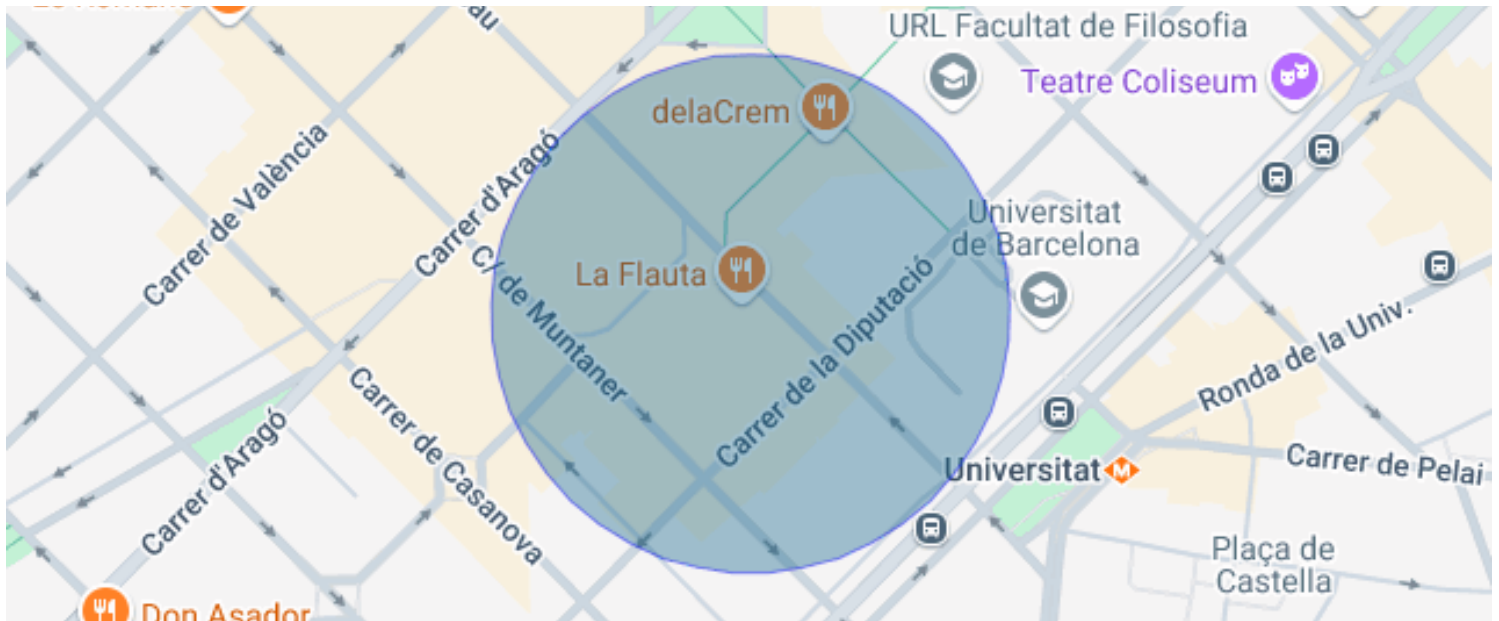 au
URL Facultat de Filosofia
Teatre Coliseum
delaCrem
Carrer de València
Carrer d'Aragó
Universitat
de Barcelona
C/ de Muntaner
La Flauta
Carrer de la Diputació
Ronda de la Univ.
Carrer d'Aragó
Carrer de Casanova
Universitat
M
Carrer de Pelai
Plaça de
Castella
Don Asador